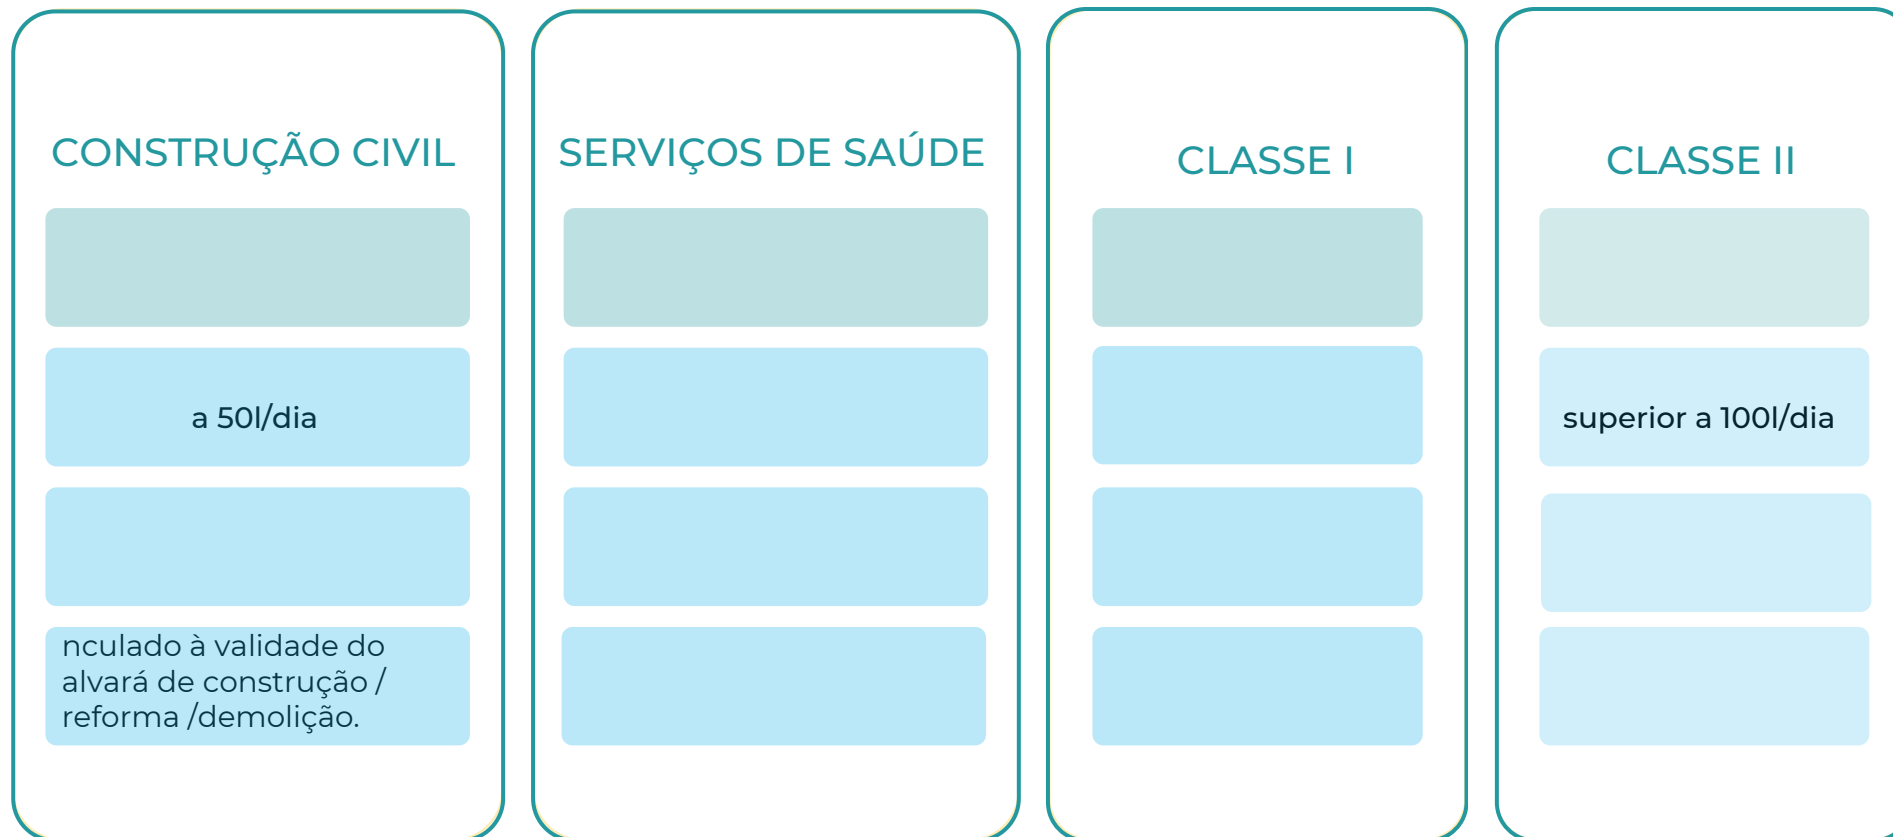 CONSTRUÇÃO CIVIL
a 50l/dia
nculado à validade do
alvará de construção /
reforma /demolição.
SERVIÇOS DE SAÚDE
CLASSE I
CLASSE II
superior a 100l/dia